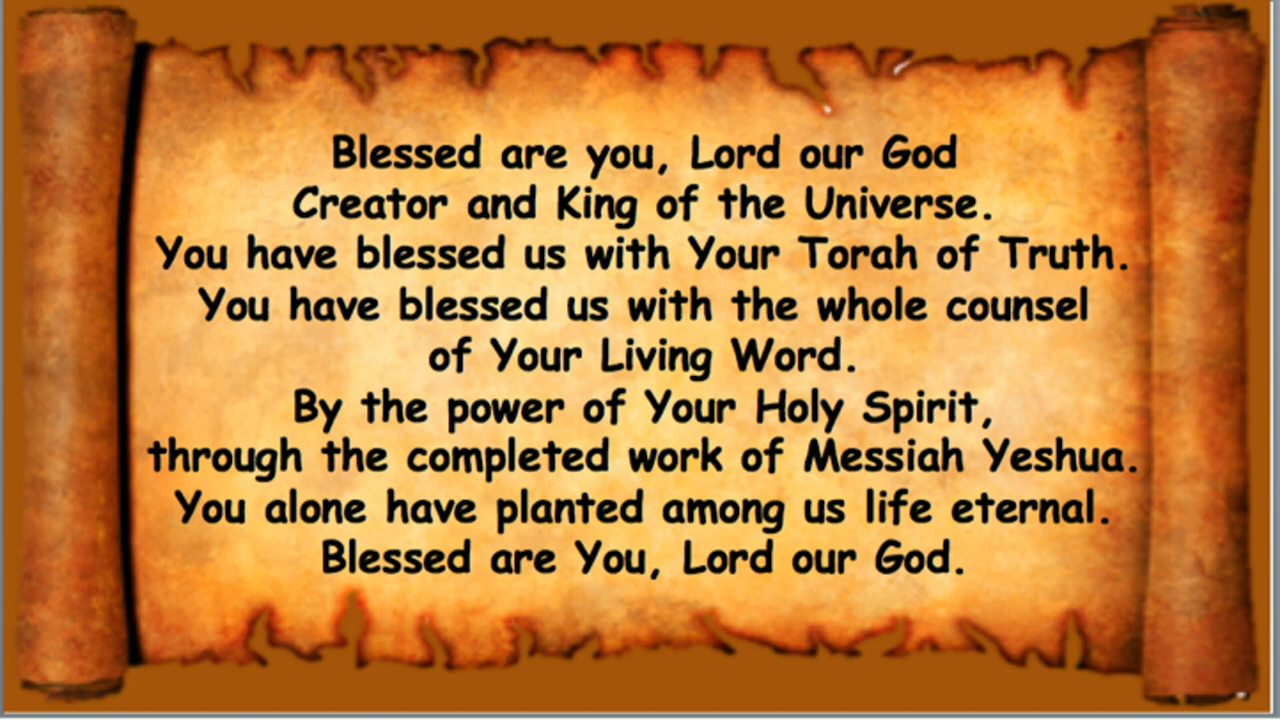 Blessed are you, Lord our God
Creator and King of the Universe.
You have blessed us with Your Torah of Truth.
You have blessed us with the whole counsel
of Your Living Word.
By the power of Your Holy Spirit,
through the completed work of Messiah Yeshua.
You alone have planted among us life eternal.
Blessed are You, Lord our God.